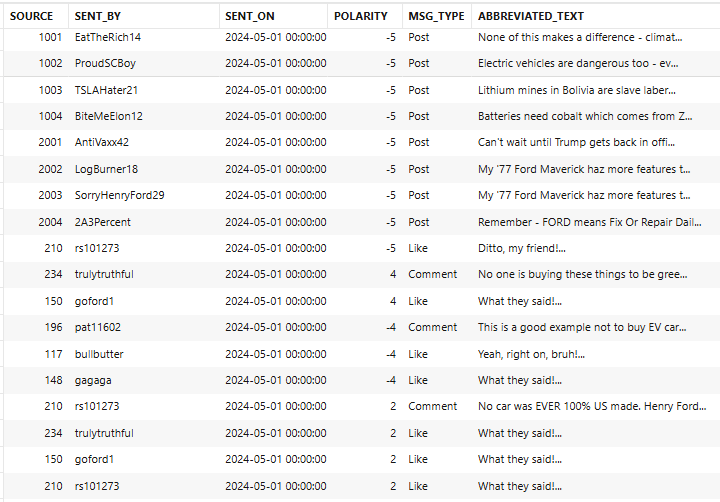 SOURCE SENT_BY SENT_ON POLARITY MSG_TYPE ABBREVIATED_TEXT
1001 EatTheRich14 2024-05-01 00:00:00 -5 Post None of this makes a difference - climat...
1002 ProudSCBoy 2024-05-01 00:00:00 -5 Post Electric vehicles are dangerous too - ev...
1003 TSLAHater21 2024-05-01 00:00:00 -5 Post Lithium mines in Bolivia are slave laber...
1004 BiteMeElon12 2024-05-01 00:00:00 -5 Post Batteries need cobalt which comes from Z...
2001 AntiVaxx42 2024-05-01 00:00:00 -5 Post Can't wait until Trump gets back in offi...
2002 LogBurner18 2024-05-01 00:00:00 -5 Post My '77 Ford Maverick haz more features t...
2003 SorryHenryFord29 2024-05-01 00:00:00 -5 Post My '77 Ford Maverick haz more features t...
2004 2A3Percent 2024-05-01 00:00:00 -5 Post Remember - FORD means Fix Or Repair Dail...
210 rs101273 2024-05-01 00:00:00 -5 Like Ditto, my friend!...
234 trulytruthful 2024-05-01 00:00:00 4 Comment No one is buying these things to be gree...
150 goford1 2024-05-01 00:00:00 4 Like What they said!...
196 pat11602 2024-05-01 00:00:00 -4 Comment This is a good example not to buy EV car...
117 bullbutter 2024-05-01 00:00:00 -4 Like Yeah, right on, bruh!...
148 gagaga 2024-05-01 00:00:00 -4 Like What they said!...
210 rs101273 2024-05-01 00:00:00 2 Comment No car was EVER 100% US made. Henry Ford...
234 trulytruthful 2024-05-01 00:00:00 2 Like What they said!...
150 goford1 2024-05-01 00:00:00 2 Like What they said!...
210 rs101273 2024-05-01 00:00:00 2 Like What they said!...